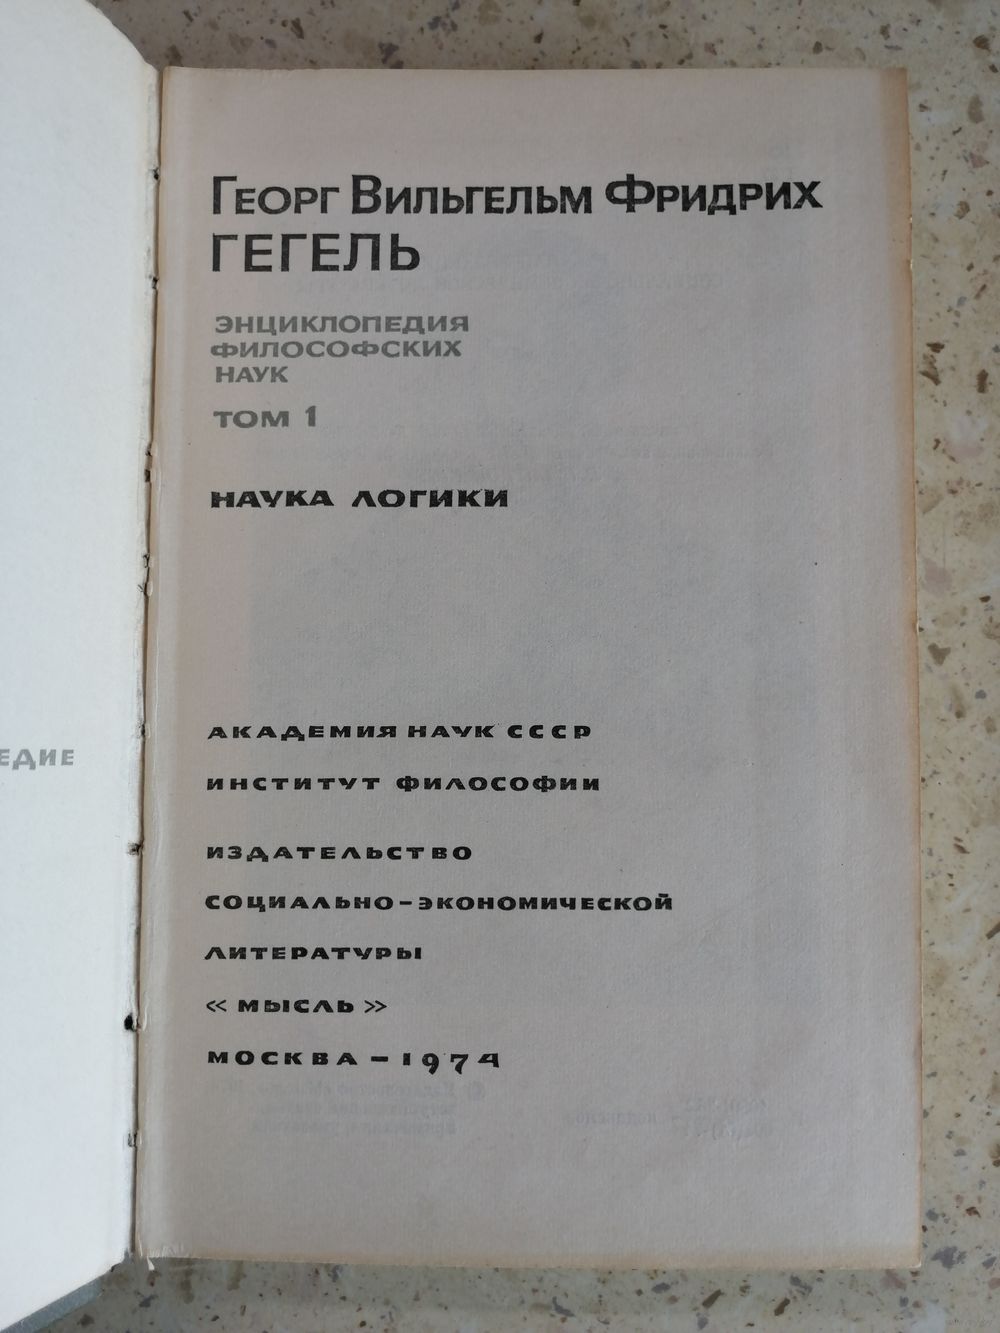 Георг Вильгельм Фридрих
ГЕГЕЛЬ
ЭНЦИКЛОПЕДИЯ
ФИЛОСОФСКИХ
НАУК
ТОМ 1
НАУКА ЛОГИКИ
АКАДЕМИЯ НАУК СССР
ИНСТИТУТ ФИЛОСОФИИ
ИЗДАТЕЛЬСТВО
СОЦИАЛЬНО-ЭКОНОМИЧЕСКОЙ
ЛИТЕРАТУРЫ
« МЫСЛЬ »
МОСКВА - 1974
ЕДИЕ